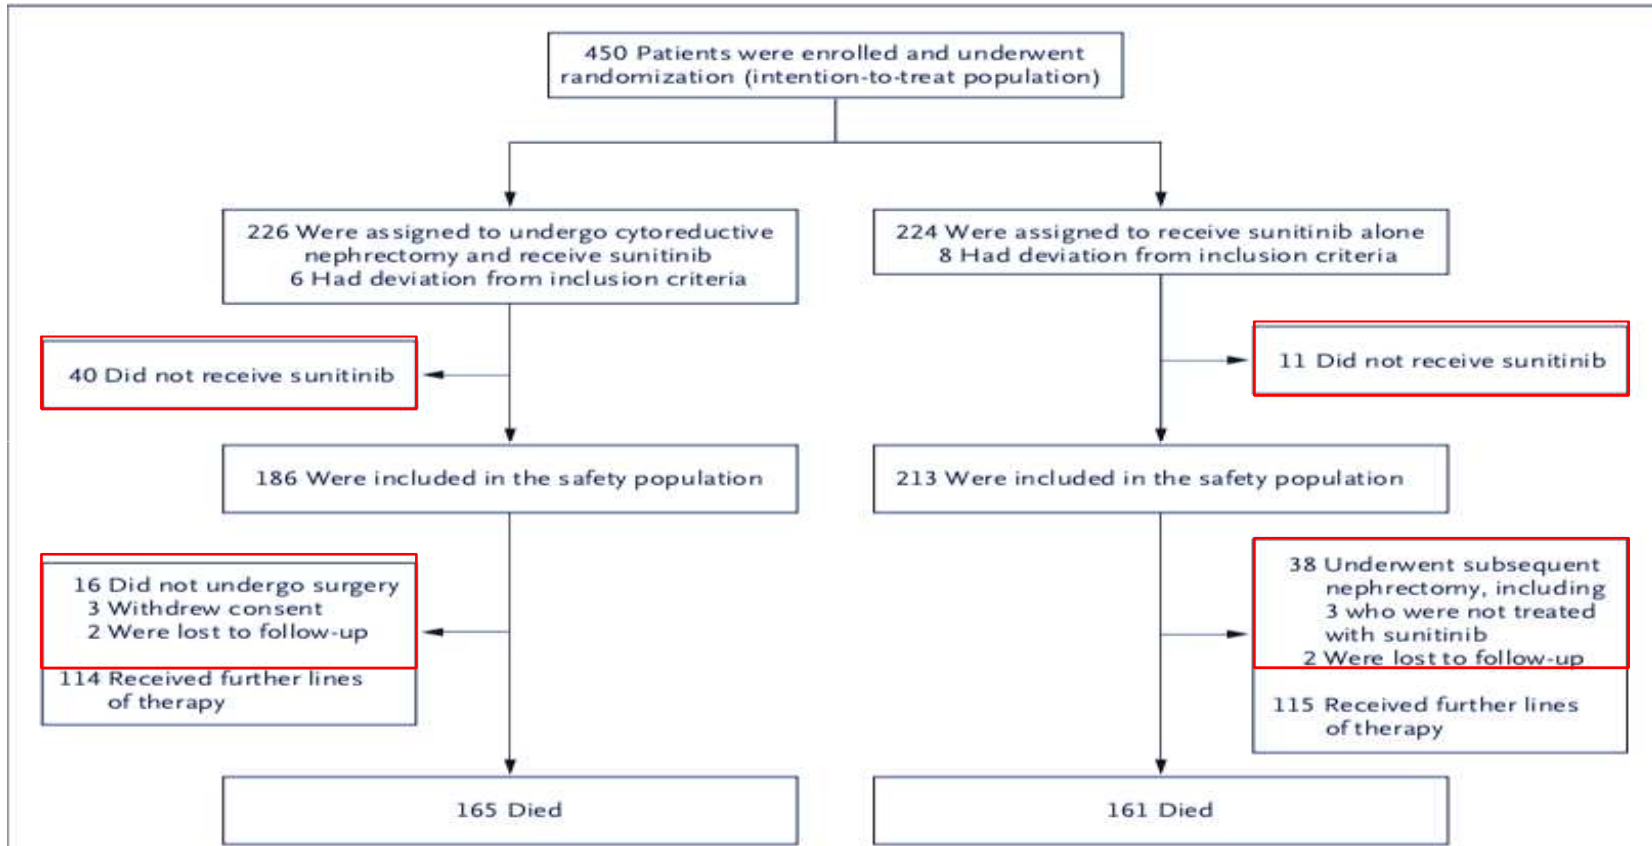 450 Patients were enrolled and underwent
randomization (intention-to-treat population)
226 Were assigned to undergo cytoreductive
nephrectomy and receive sunitinib
6 Had deviation from inclusion criteria
224 Were assigned to receive sunitinib alone
8 Had deviation from inclusion criteria
40 Did not receive sunitinib
11 Did not receive sunitinib
186 Were included in the safety population
213 Were included in the safety population
16 Did not undergo surgery
3 Withdrew consent
2 Were lost to follow-up
114 Received further lines
of therapy
38 Underwent subsequent
nephrectomy, including
3 who were not treated
with sunitinib
2 Were lost to follow-up
115 Received further lines
of therapy
165 Died
161 Died